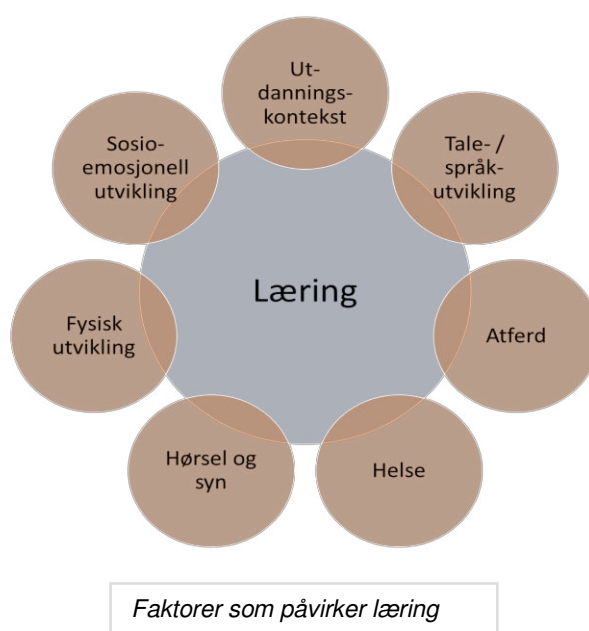 Ut-
dannings-
kontekst
Tale- /
språk-
utvikling
Atferd
Helse
Hørsel og
syn
Fysisk
utvikling
Sosio-
emosjonell
utvikling
Læring
Faktorer som påvirker læring